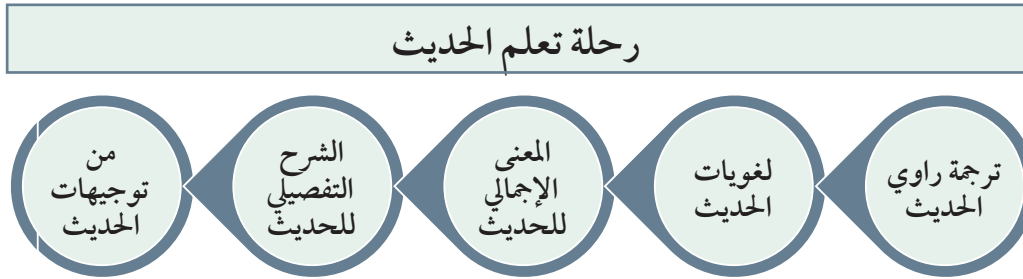 رحلة تعلم الحديث
ترجمة راوي
الحديث
لغويات
الحديث
المعنى
الإجمالي
للحديث
الشرح
التفصيلي
للحديث
من
توجيهات
الحديث